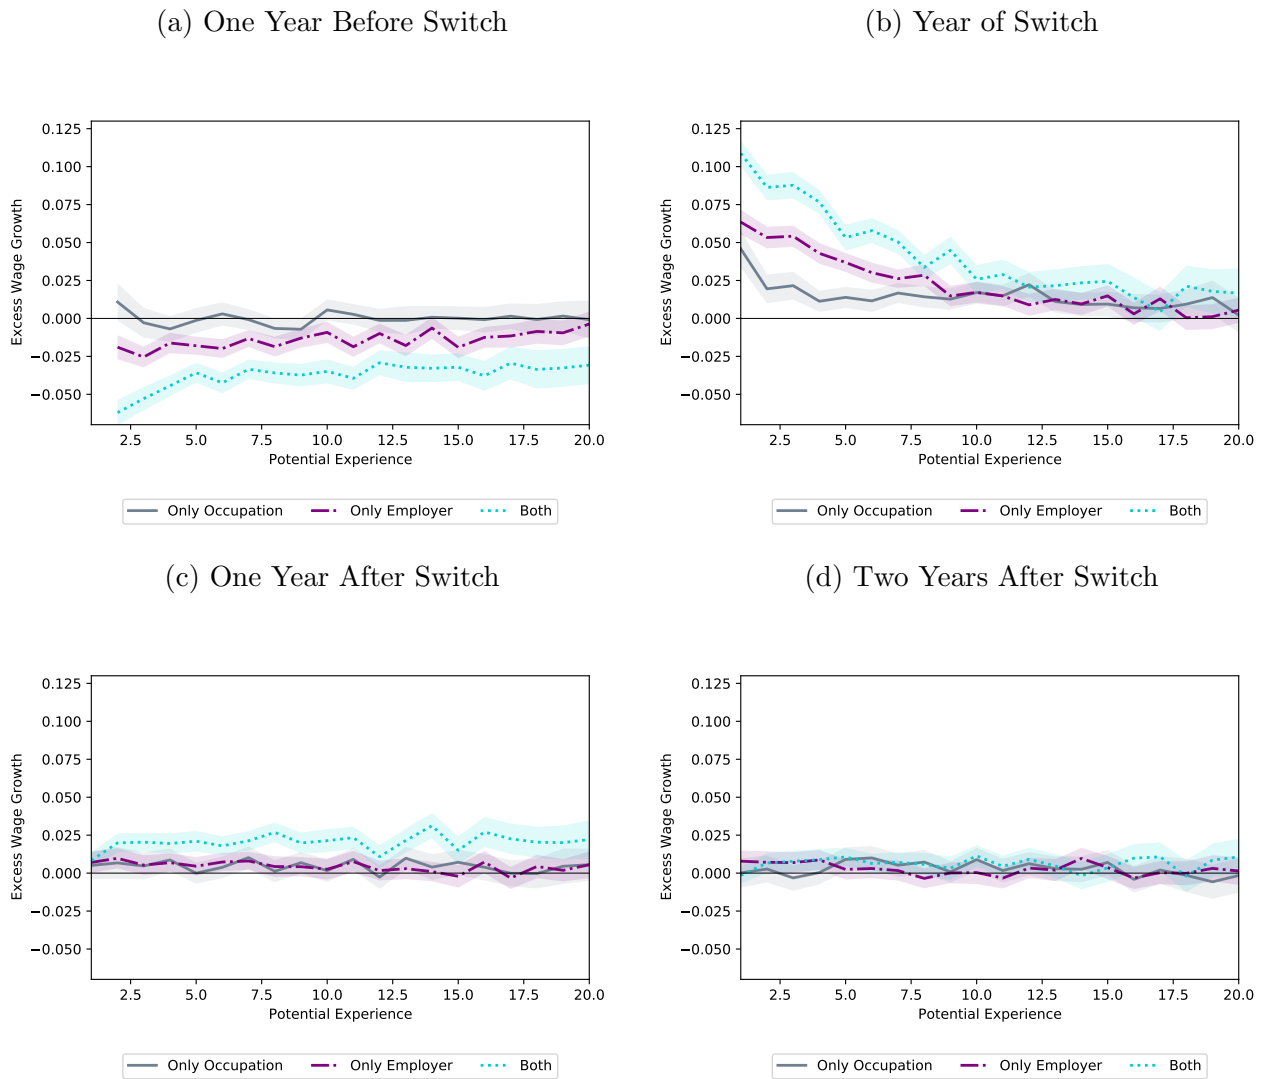 (a) One Year Before Switch
0.125
0.100
0.075
0.050
0.025
0.000
−0.025
−0.050
Excess Wage Growth
2.5 5.0 7.5 10.0 12.5 15.0 17.5 20.0
Potential Experience
Only Occupation Only Employer Both
(b) Year of Switch
0.125
0.100
0.075
0.050
0.025
0.000
−0.025
−0.050
Excess Wage Growth
2.5 5.0 7.5 10.0 12.5 15.0 17.5 20.0
Potential Experience
Only Occupation Only Employer Both
(c) One Year After Switch
0.125
0.100
0.075
0.050
0.025
0.000
−0.025
−0.050
Excess Wage Growth
2.5 5.0 7.5 10.0 12.5 15.0 17.5 20.0
Potential Experience
Only Occupation Only Employer Both
(d) Two Years After Switch
0.125
0.100
0.075
0.050
0.025
0.000
−0.025
−0.050
Excess Wage Growth
2.5 5.0 7.5 10.0 12.5 15.0 17.5 20.0
Potential Experience
Only Occupation Only Employer Both